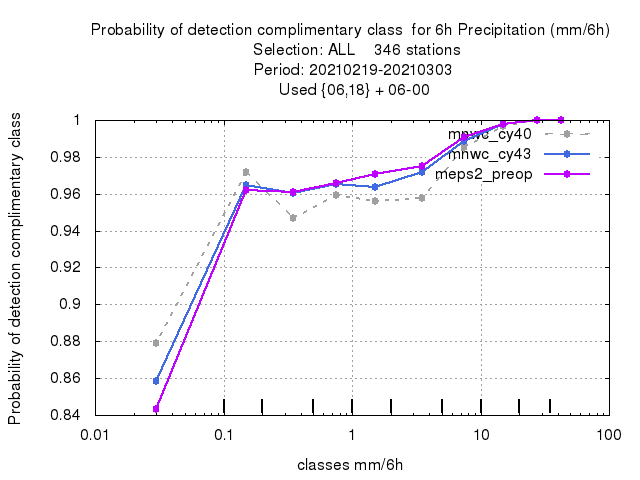 Probability of detection complimentary class  for 6h Precipitation (mm/6h)
Selection: ALL    346 stations
Period: 20210219-20210303
Used {06,18} + 06-00
Probability of detection complimentary class
1
0.98
0.96
0.94
0.92
0.9
0.88
0.86
0.84
mnwc_cy40
mnwc_cy43
meps2_preop
0.01 0.1 1 10 100
classes mm/6h